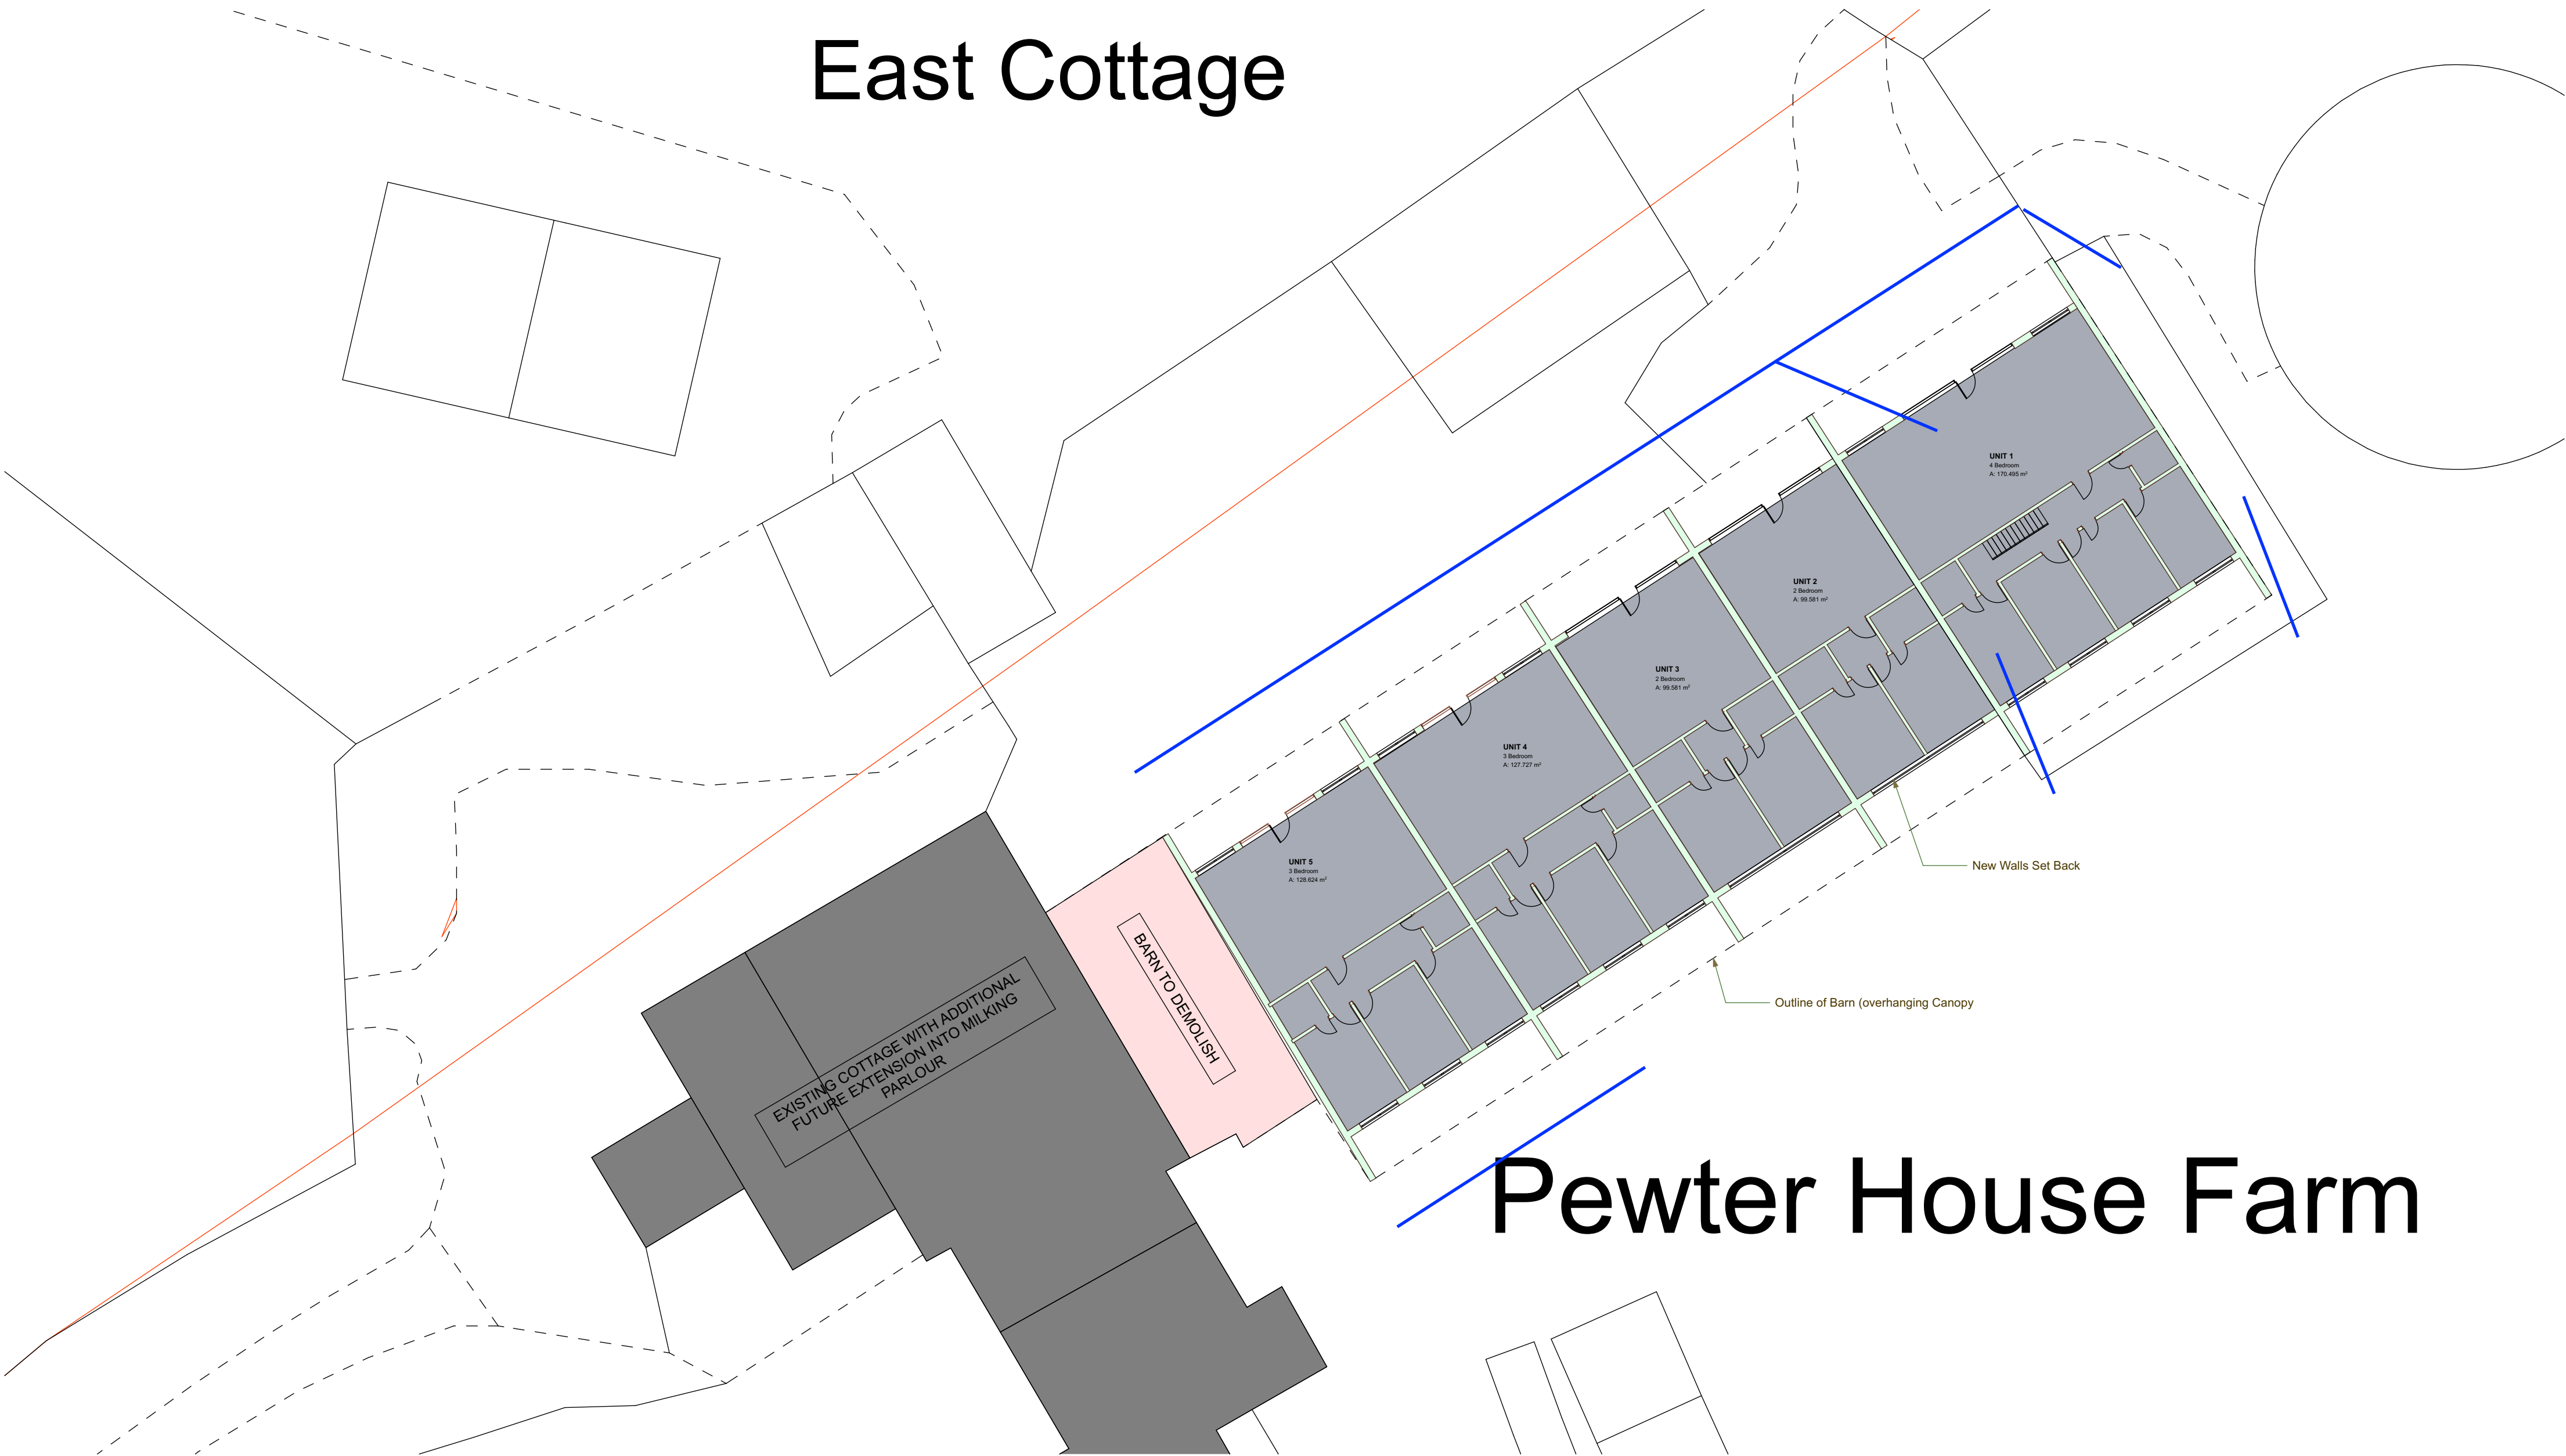 East Cottage
UNIT 1
4 Bedroom
A: 170.495 m²
UNIT 2
2 Bedroom
A: 99.581 m²
UNIT 3
2 Bedroom
A: 99.581 m²
UNIT 4
3 Bedroom
A: 127.727 m²
UNIT 5
3 Bedroom
A: 128.624 m²
New Walls Set Back
Outline of Barn (overhanging Canopy
BARN TO DEMOLISH
EXISTING COTTAGE WITH ADDITIONAL
FUTURE EXTENSION INTO MILKING
PARLOUR
Pewter House Farm